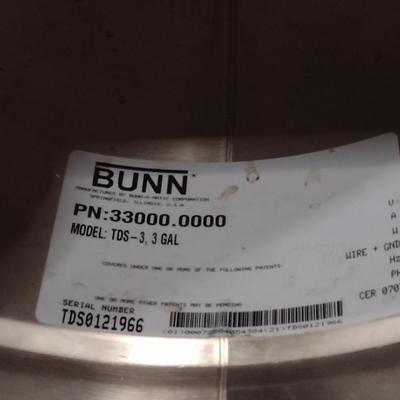 BUNN®
MANUFACTURED BY BUNN-O-MATIC CORPORATION
SPRINGFIELD, ILLINOIS, U.S.A
PN:33000.0000
MODEL: TDS-3, 3 GAL
V
A
W
WIRE + GND
Hz
PH
CER 070
COVERED UNDER ONE OR MORE OF THE FOLLOWING PATENTS:
ONE OR MORE OTHER PATENTS MAY BE PENDING
SERIAL NUMBER
TDS0121966